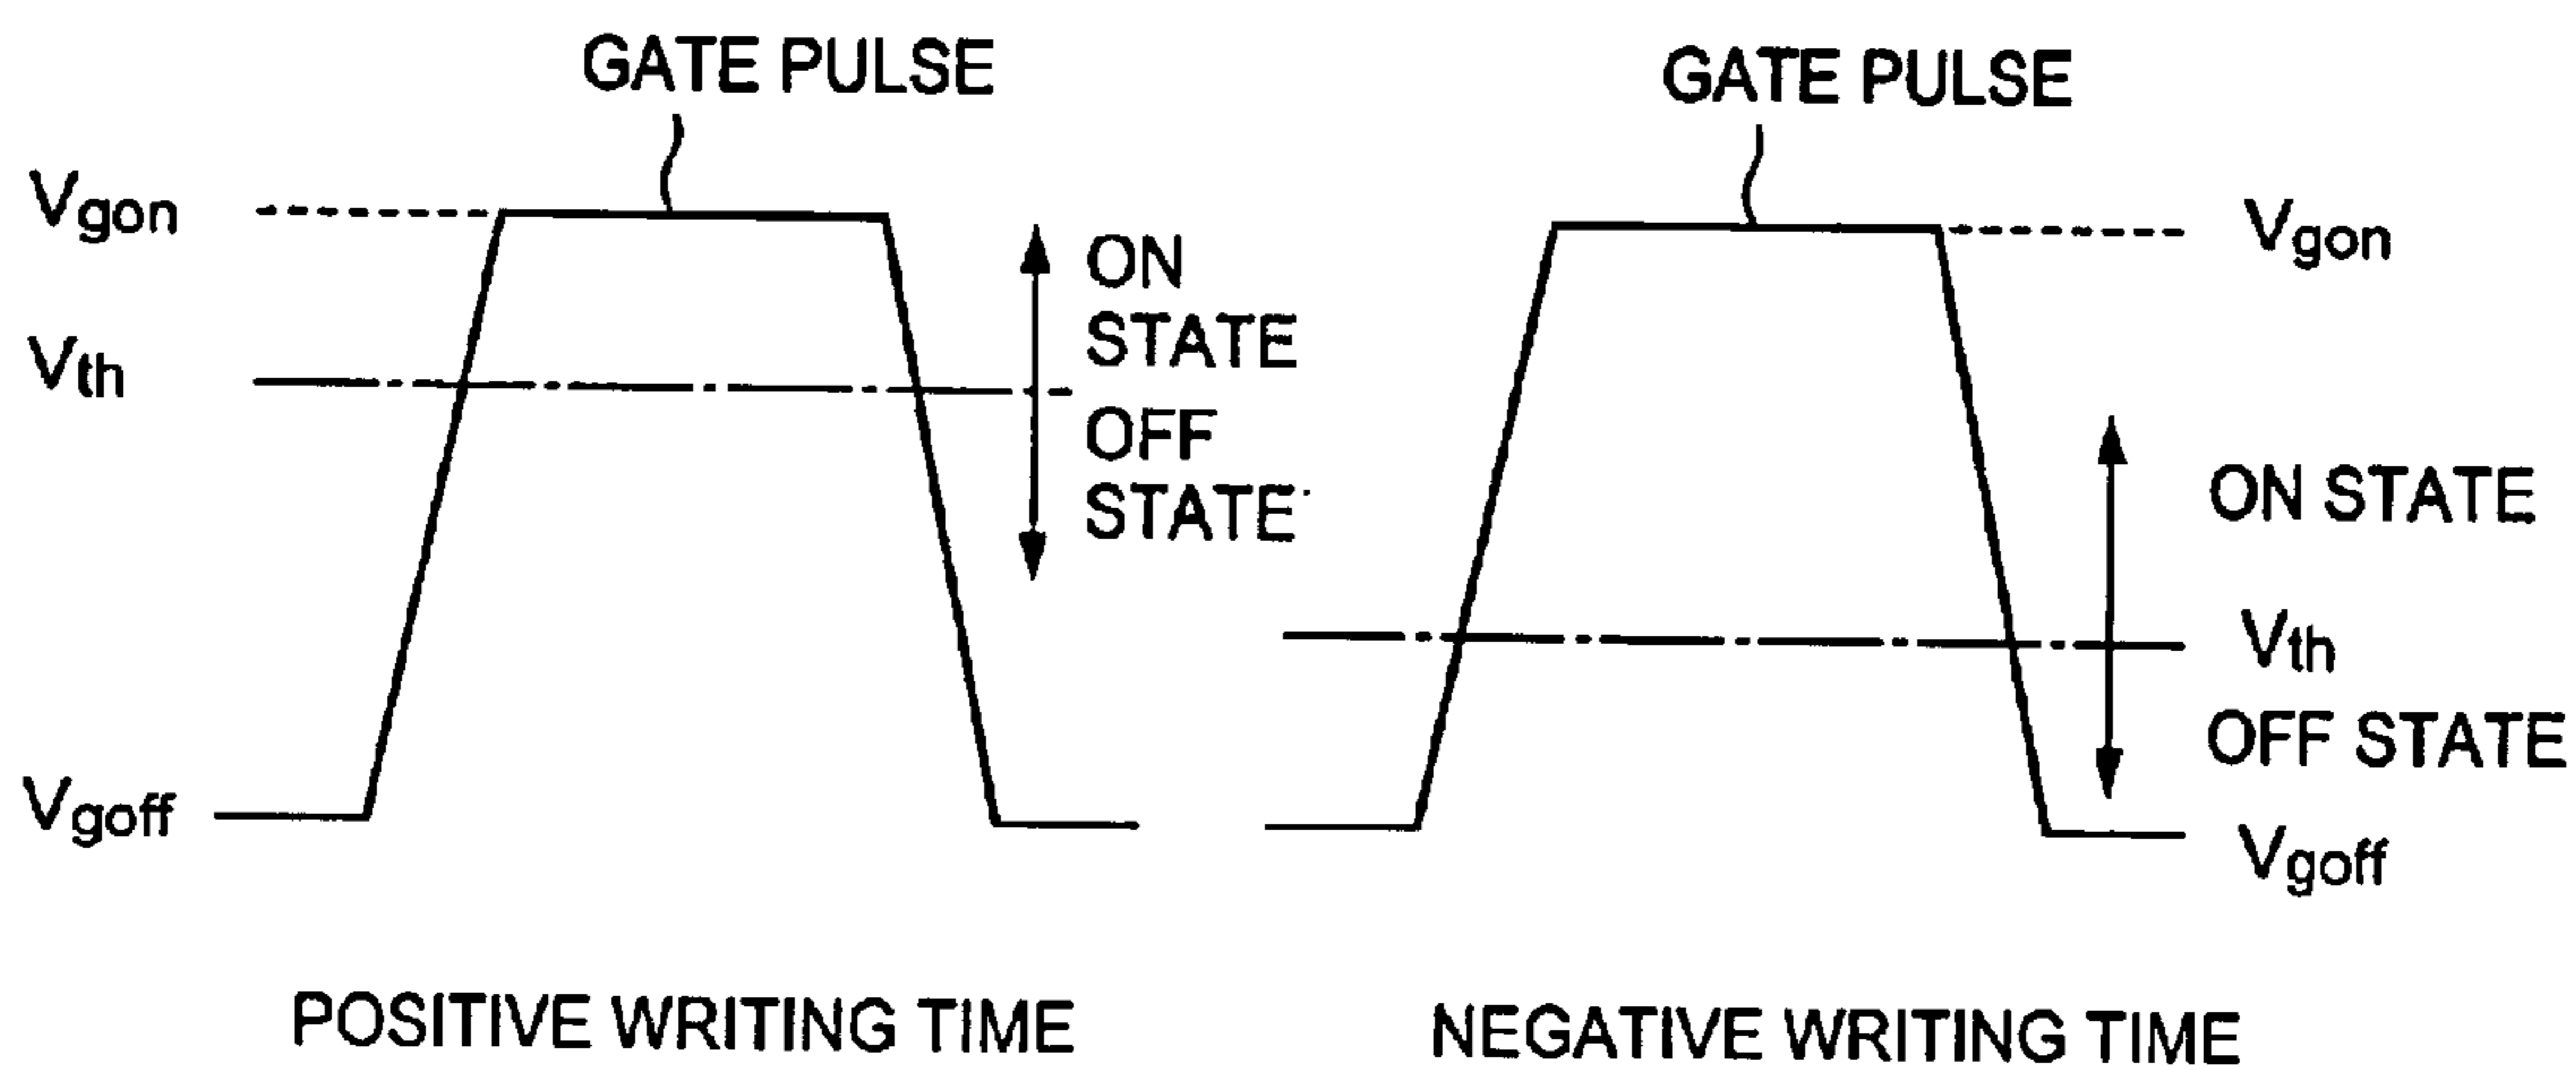 GATE PULSE
Vgon
Vth
Vgoff
ON
STATE
OFF
STATE
POSITIVE WRITING TIME
GATE PULSE
Vgon
ON STATE
Vth
OFF STATE
Vgoff
NEGATIVE WRITING TIME